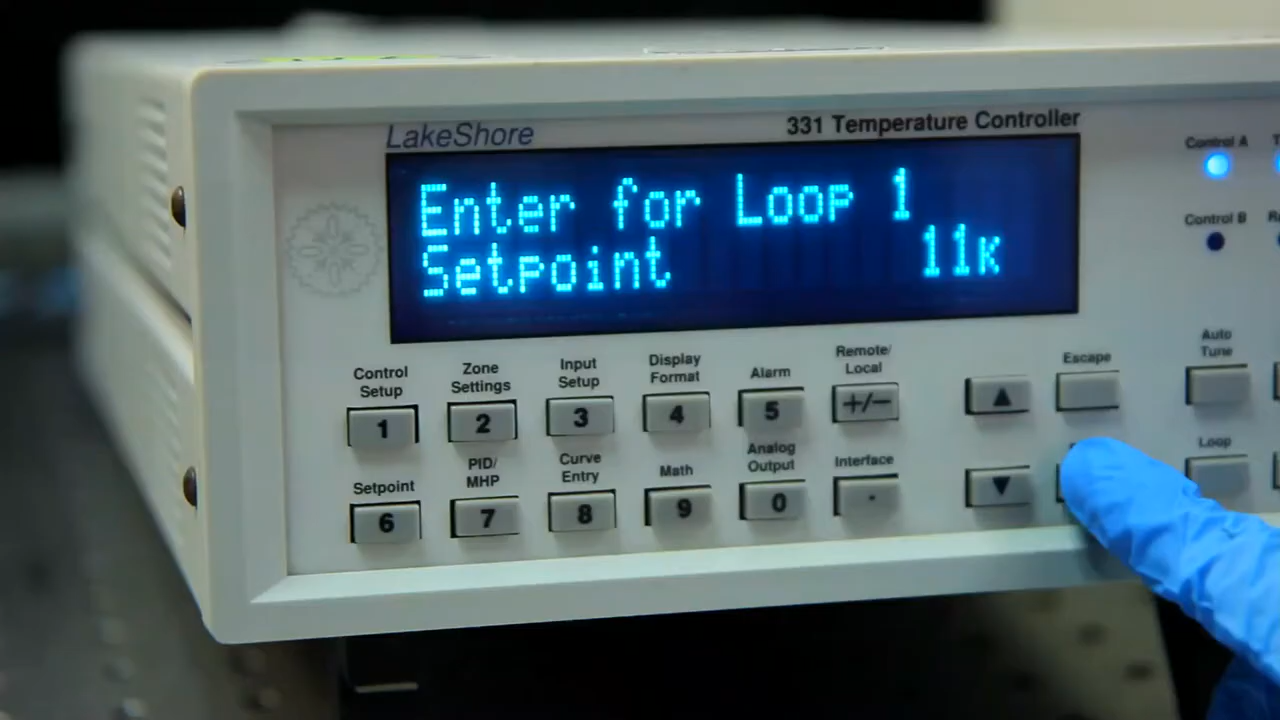 LakeShore
331 Temperature Controller
Enter for Loop 1
Setpoint 11K
Control A
Control B
Control Setup
Zone Settings
Input Setup
Display Format
Alarm
Remote/ Local
Escape
Auto Tune
1
2
3
4
5
+/−
▲
Setpoint
PID/ MHP
Curve Entry
Math
Analog Output
Interface
Loop
6
7
8
9
0
.
▼